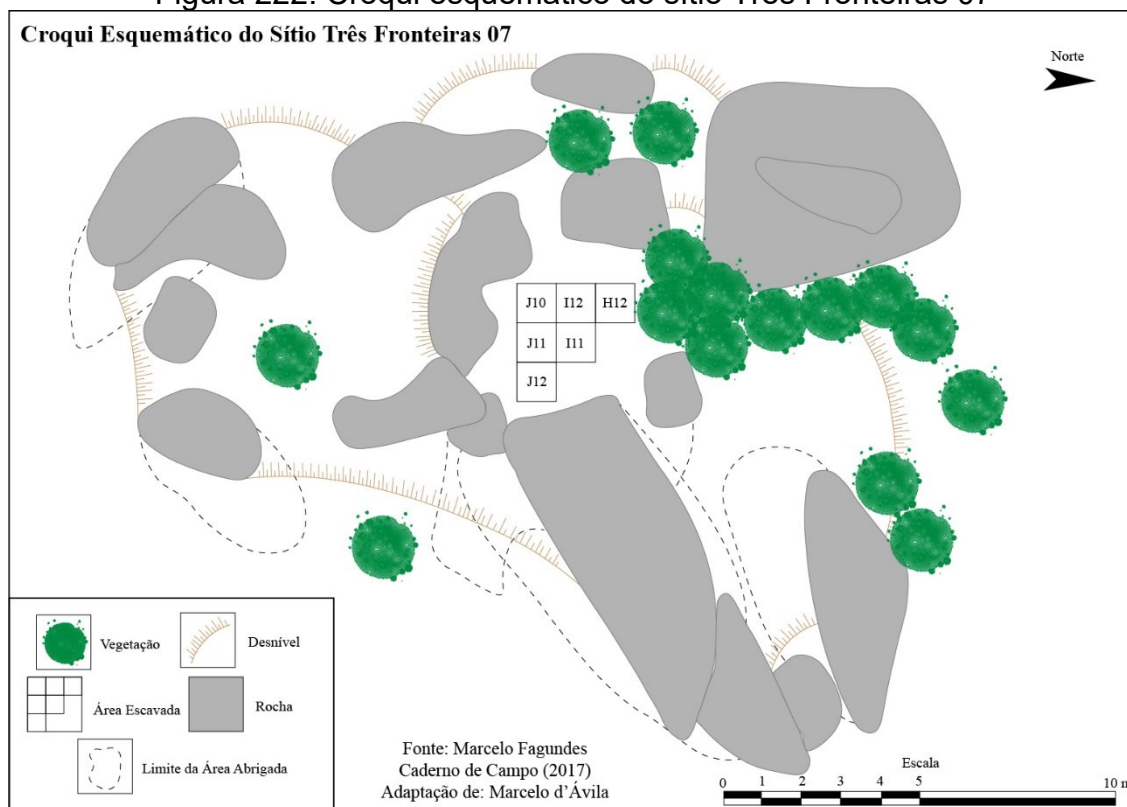 Figura 222: Croqui esquemático do sítio Três Fronteiras 07
Croqui Esquemático do Sítio Três Fronteiras 07
Norte
J10 I12 H12
J11 I11
J12
Vegetação
Desnível
Área Escavada
Rocha
Limite da Área Abrigada
Fonte: Marcelo Fagundes
Caderno de Campo (2017)
Adaptação de: Marcelo d'Ávila
Escala
0 1 2 3 4 5 10 m